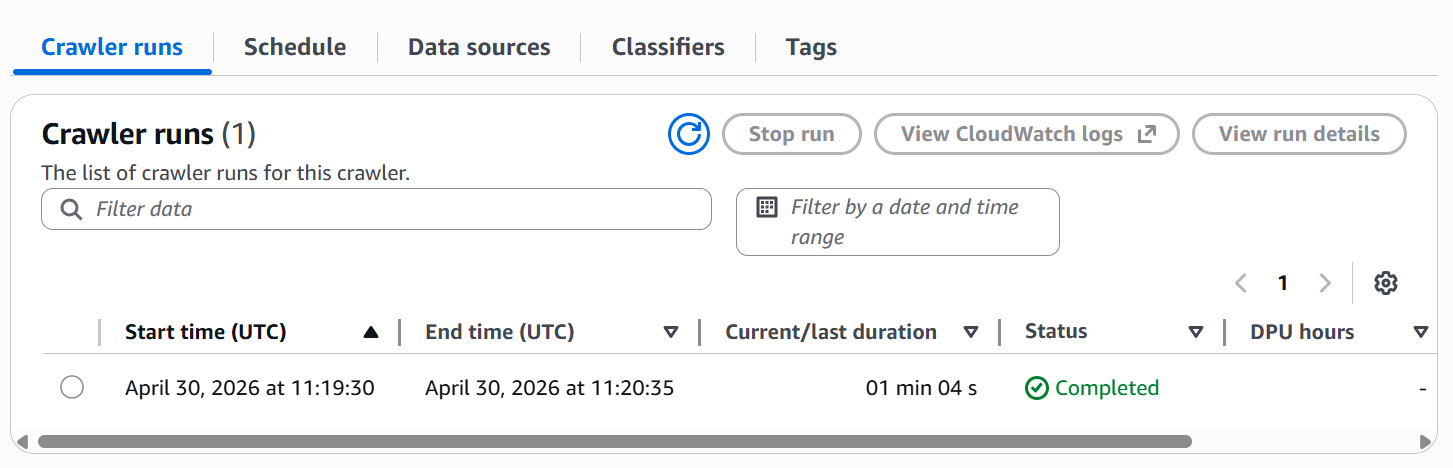 Crawler runs Schedule Data sources Classifiers Tags
Crawler runs (1) Stop run View CloudWatch logs View run details
The list of crawler runs for this crawler.
Filter data
Filter by a date and time
range
1
Start time (UTC) End time (UTC) Current/last duration Status DPU hours
April 30, 2026 at 11:19:30 April 30, 2026 at 11:20:35 01 min 04 s Completed -